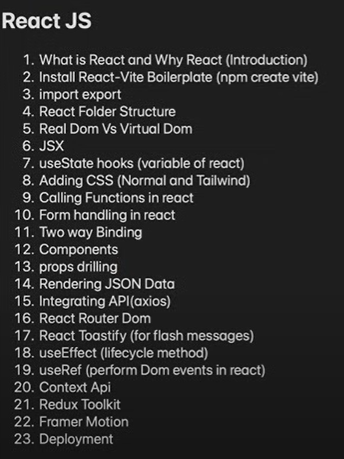 React JS
1. What is React and Why React (Introduction)
2. Install React-Vite Boilerplate (npm create vite)
3. import export
4. React Folder Structure
5. Real Dom Vs Virtual Dom
6. JSX
7. useState hooks (variable of react)
8. Adding CSS (Normal and Tailwind)
9. Calling Functions in react
10. Form handling in react
11. Two way Binding
12. Components
13. props drilling
14. Rendering JSON Data
15. Integrating API(axios)
16. React Router Dom
17. React Toastify (for flash messages)
18. useEffect (lifecycle method)
19. useRef (perform Dom events in react)
20. Context Api
21. Redux Toolkit
22. Framer Motion
23. Deployment